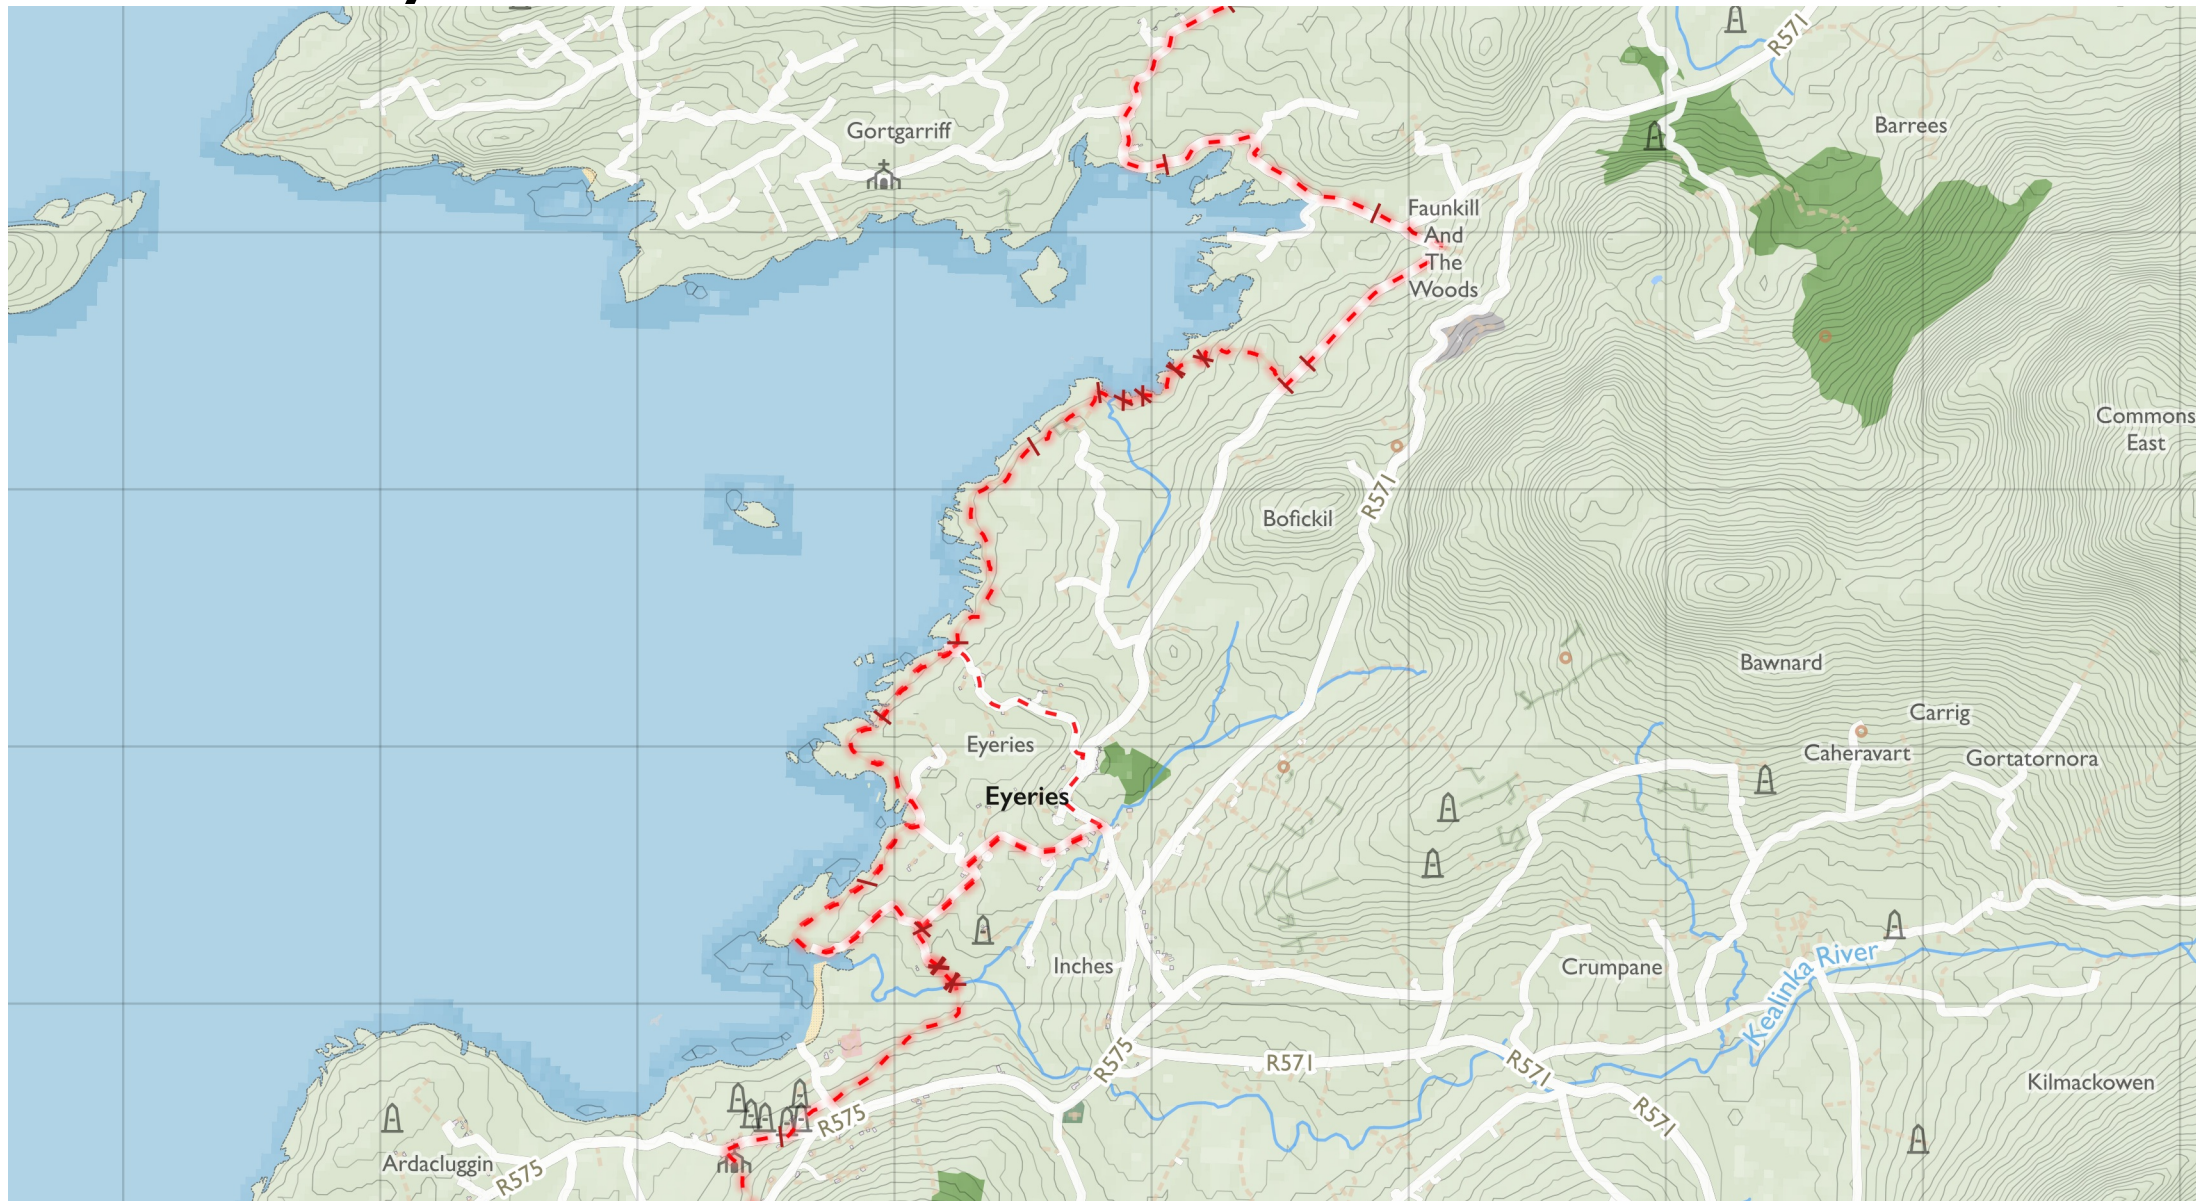 R571
Gortgarriff
Barrees
Faunkill
And
The
Woods
Commons
East
R571
Bofickil
Bawnard
Carrig
Eyeries
Caheravart
Gortatornora
Eyeries
Inches
Crumpane
Kealinka River
R575
R571
R571
Kilmackowen
R575
R571
Ardacluggin
R575